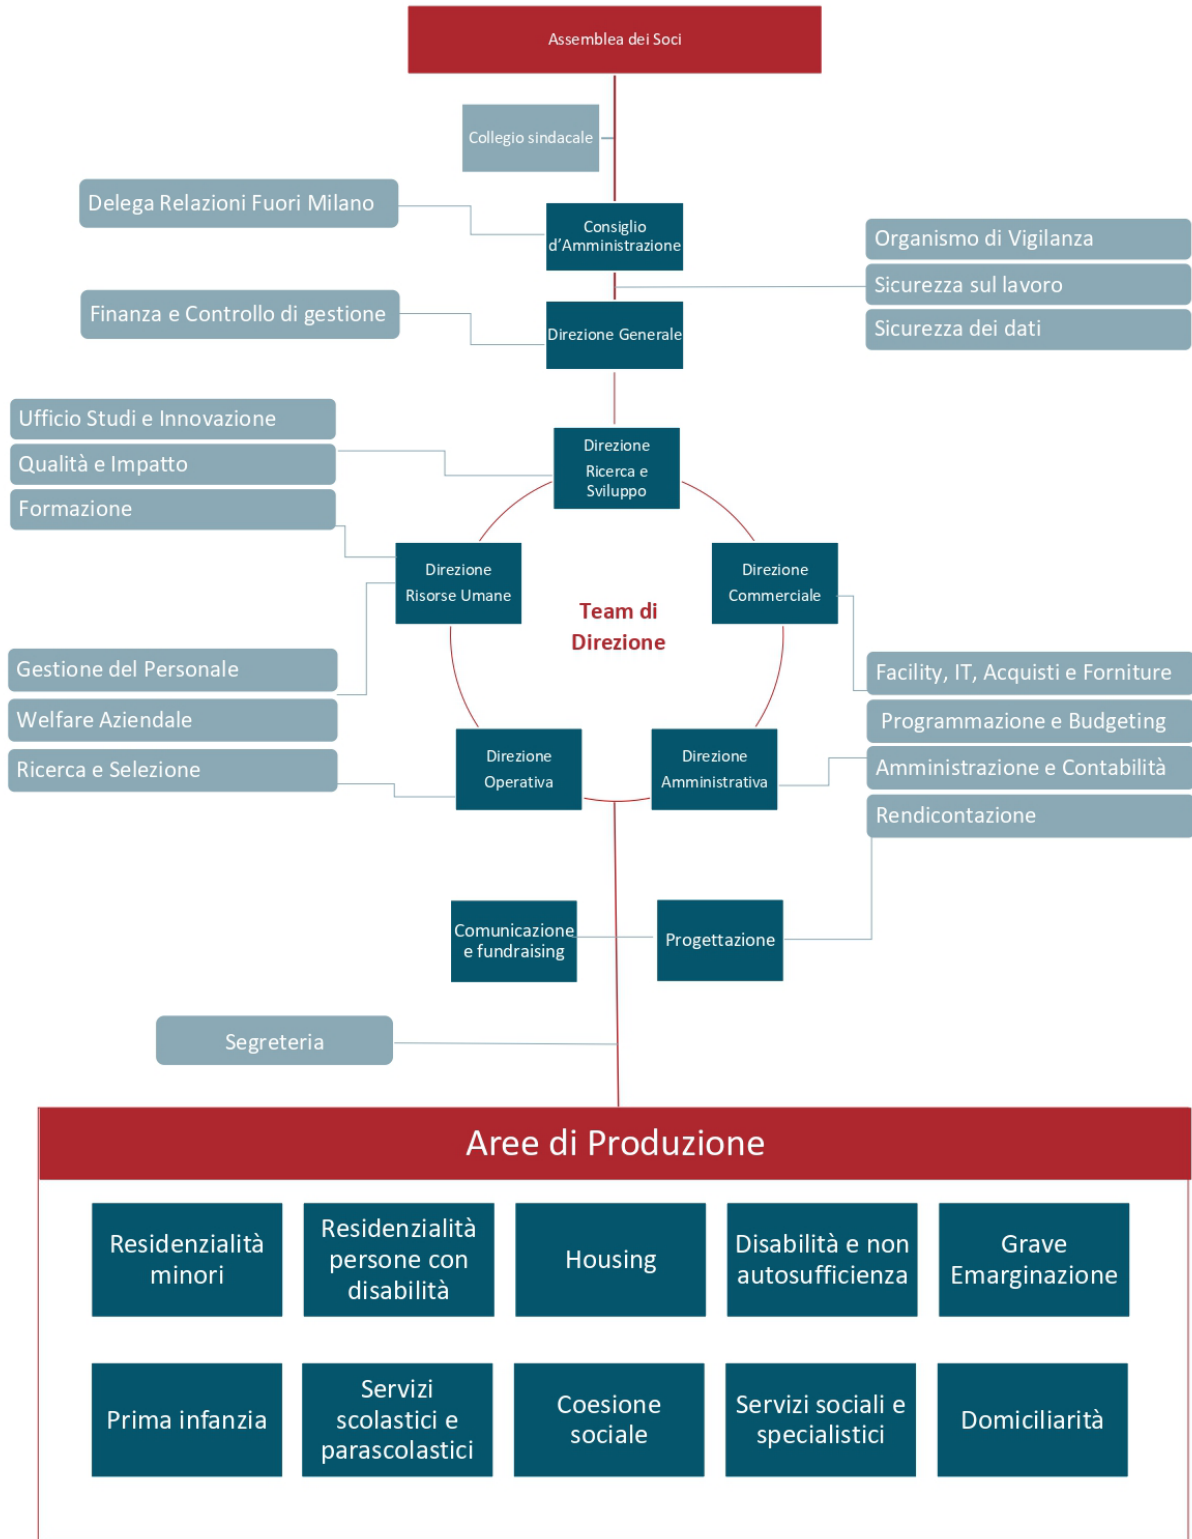 Assemblea dei Soci
Collegio sindacale
Delega Relazioni Fuori Milano
Consiglio
d'Amministrazione
Organismo di Vigilanza
Sicurezza sul lavoro
Sicurezza dei dati
Finanza e Controllo di gestione
Direzione Generale
Ufficio Studi e Innovazione
Qualità e Impatto
Formazione
Direzione
Ricerca e
Sviluppo
Direzione
Risorse Umane
Direzione
Commerciale
Team di
Direzione
Gestione del Personale
Welfare Aziendale
Ricerca e Selezione
Facility, IT, Acquisti e Forniture
Programmazione e Budgeting
Amministrazione e Contabilità
Rendicontazione
Direzione
Operativa
Direzione
Amministrativa
Comunicazione
e fundraising
Progettazione
Segreteria
Aree di Produzione
Residenzialità
minori
Residenzialità
persone con
disabilità
Housing
Disabilità e non
autosufficienza
Grave
Emarginazione
Prima infanzia
Servizi
scolastici e
parascolastici
Coesione
sociale
Servizi sociali e
specialistici
Domiciliarità